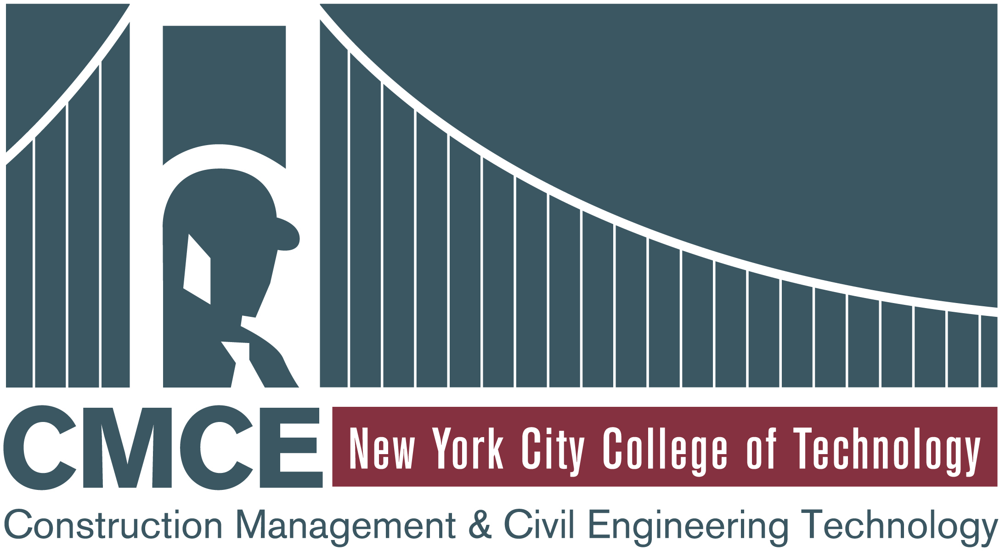 CMCE New York City College of Technology
Construction Management & Civil Engineering Technology